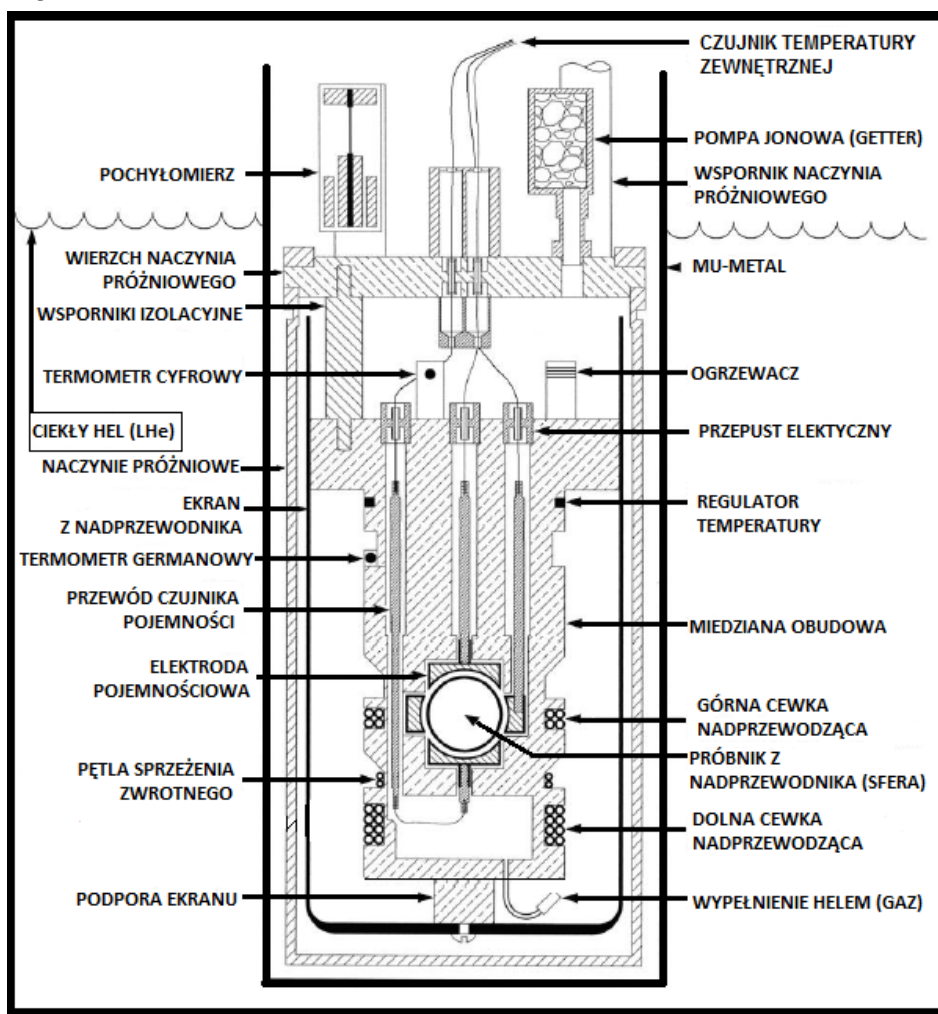 CZUJNIK TEMPERATURY
ZEWNĘTRZNEJ
POMPA JONOWA (GETTER)
POCHYŁOMIERZ
WSPORNIK NACZYNIA
PRÓŻNIOWEGO
WIERZCH NACZYNIA
PRÓŻNIOWEGO
MU-METAL
WSPORNIKI IZOLACYJNE
TERMOMETR CYFROWY
OGRZEWACZ
CIEKŁY HEL (LHe)
PRZEPUST ELEKTYCZNY
NACZYNIE PRÓŻNIOWE
EKRAN
Z NADPRZEWODNIKA
REGULATOR
TEMPERATURY
TERMOMETR GERMANOWY
PRZEWÓD CZUJNIKA
POJEMNOŚCI
MIEDZIANA OBUDOWA
ELEKTRODA
POJEMNOŚCIOWA
GÓRNA CEWKA
NADPRZEWODZĄCA
PRÓBNIK Z
NADPRZEWODNIKA (SFERA)
PĘTLA SPRZEŻENIA
ZWROTNEGO
DOLNA CEWKA
NADPRZEWODZĄCA
PODPORA EKRANU
WYPEŁNIENIE HELEM (GAZ)